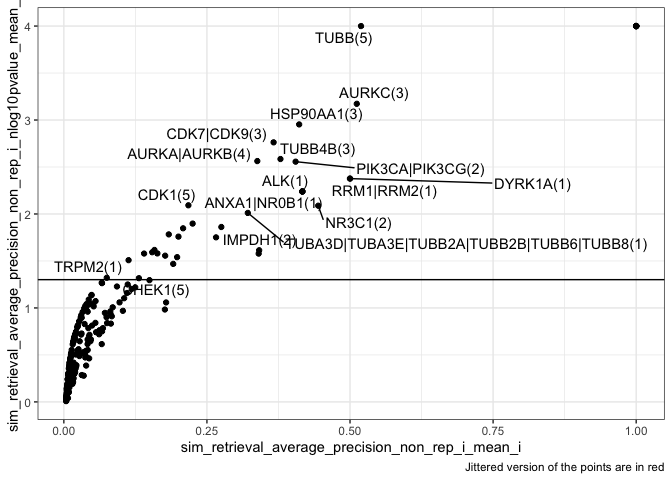 sim_retrieval_average_precision_non_rep_i_nlog10pvalue_mean_
4
3
2
1
0
TUBB(5)
AURKC(3)
HSP90AA1(3)
CDK7|CDK9(3)
TUBB4B(3)
AURKA|AURKB(4)
PIK3CA|PIK3CG(2)
ALK(1)
DYRK1A(1)
RRM1|RRM2(1)
CDK1(5)
ANXA1|NR0B1(1)
NR3C1(2)
IMPDH1(2)
TUBA3D|TUBA3E|TUBB2A|TUBB2B|TUBB6|TUBB8(1)
TRPM2(1)
CHEK1(5)
0.00 0.25 0.50 0.75 1.00
sim_retrieval_average_precision_non_rep_i_mean_i
Jittered version of the points are in red